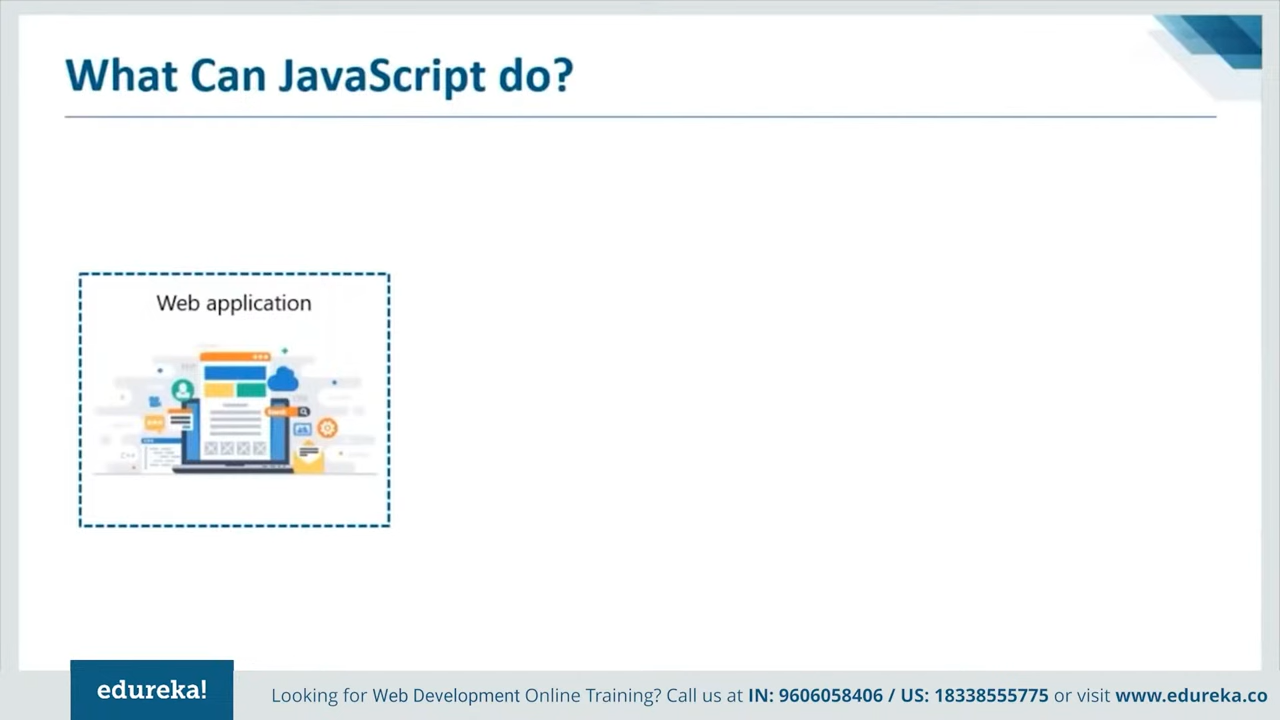 What Can JavaScript do?
Web application
edureka!
Looking for Web Development Online Training? Call us at IN: 9606058406 / US: 18338555775 or visit www.edureka.co